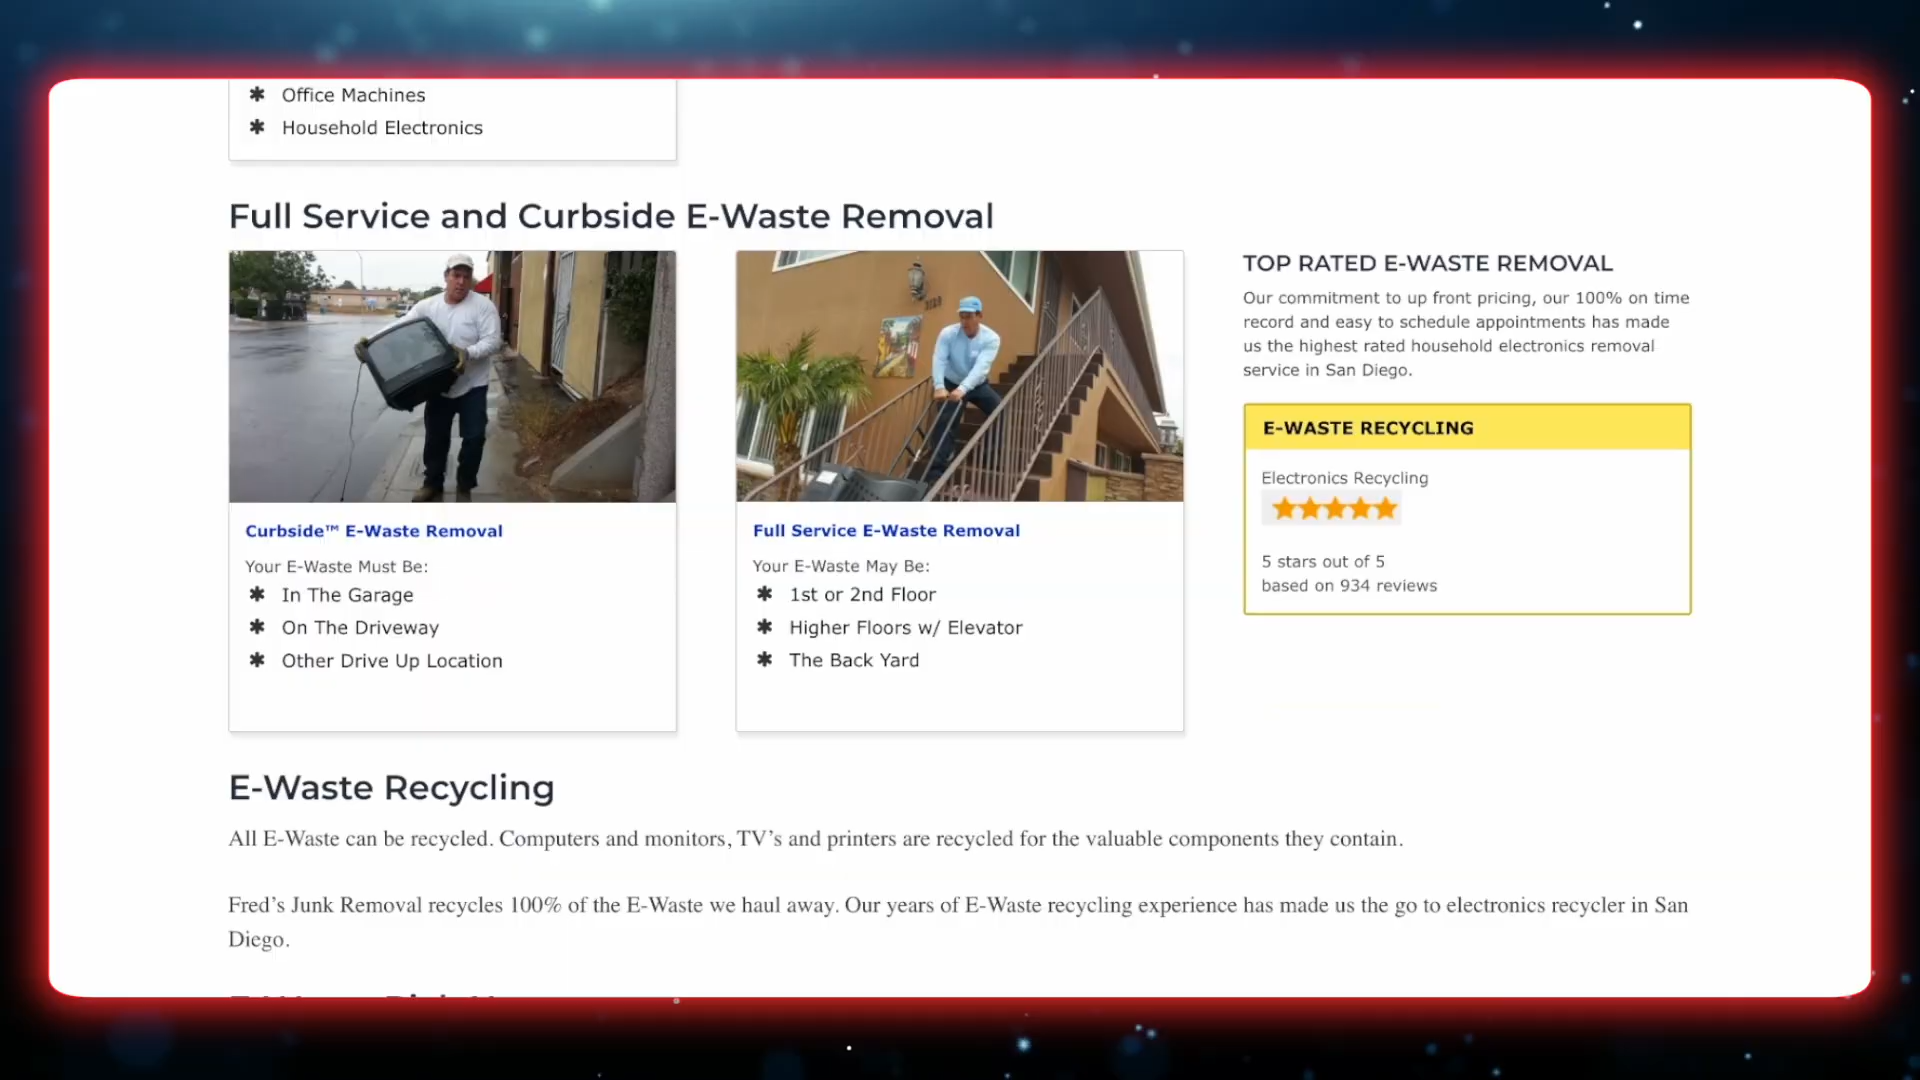 ✱ Office Machines
✱ Household Electronics
Full Service and Curbside E-Waste Removal
Curbside™ E-Waste Removal
Your E-Waste Must Be:
✱ In The Garage
✱ On The Driveway
✱ Other Drive Up Location
Full Service E-Waste Removal
Your E-Waste May Be:
✱ 1st or 2nd Floor
✱ Higher Floors w/ Elevator
✱ The Back Yard
TOP RATED E-WASTE REMOVAL
Our commitment to up front pricing, our 100% on time
record and easy to schedule appointments has made
us the highest rated household electronics removal
service in San Diego.
E-WASTE RECYCLING
Electronics Recycling
5 stars out of 5
based on 934 reviews
E-Waste Recycling
All E-Waste can be recycled. Computers and monitors, TV’s and printers are recycled for the valuable components they contain.
Fred’s Junk Removal recycles 100% of the E-Waste we haul away. Our years of E-Waste recycling experience has made us the go to electronics recycler in San
Diego.